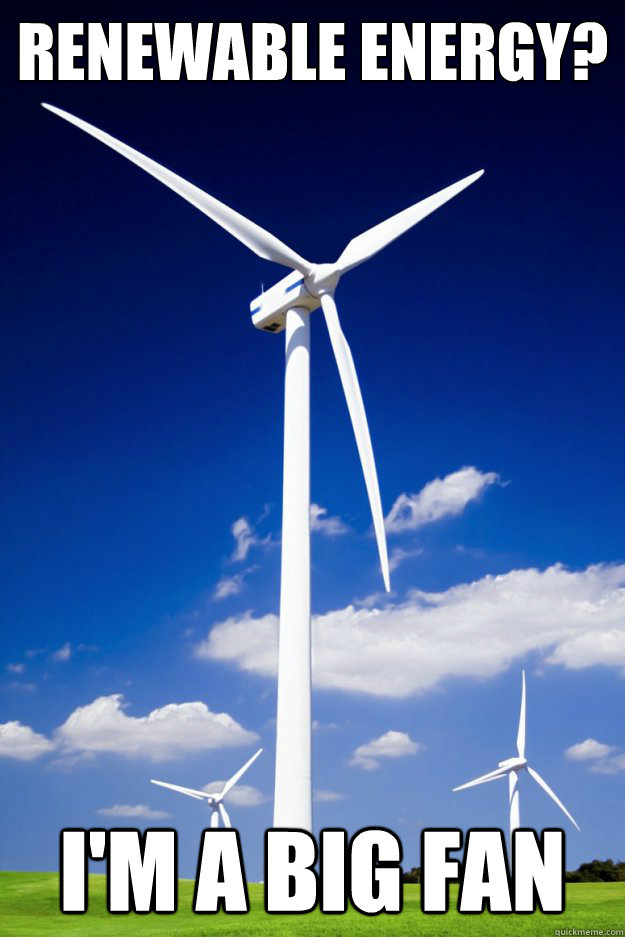 RENEWABLE ENERGY?
I'M A BIG FAN
quickmeme.com